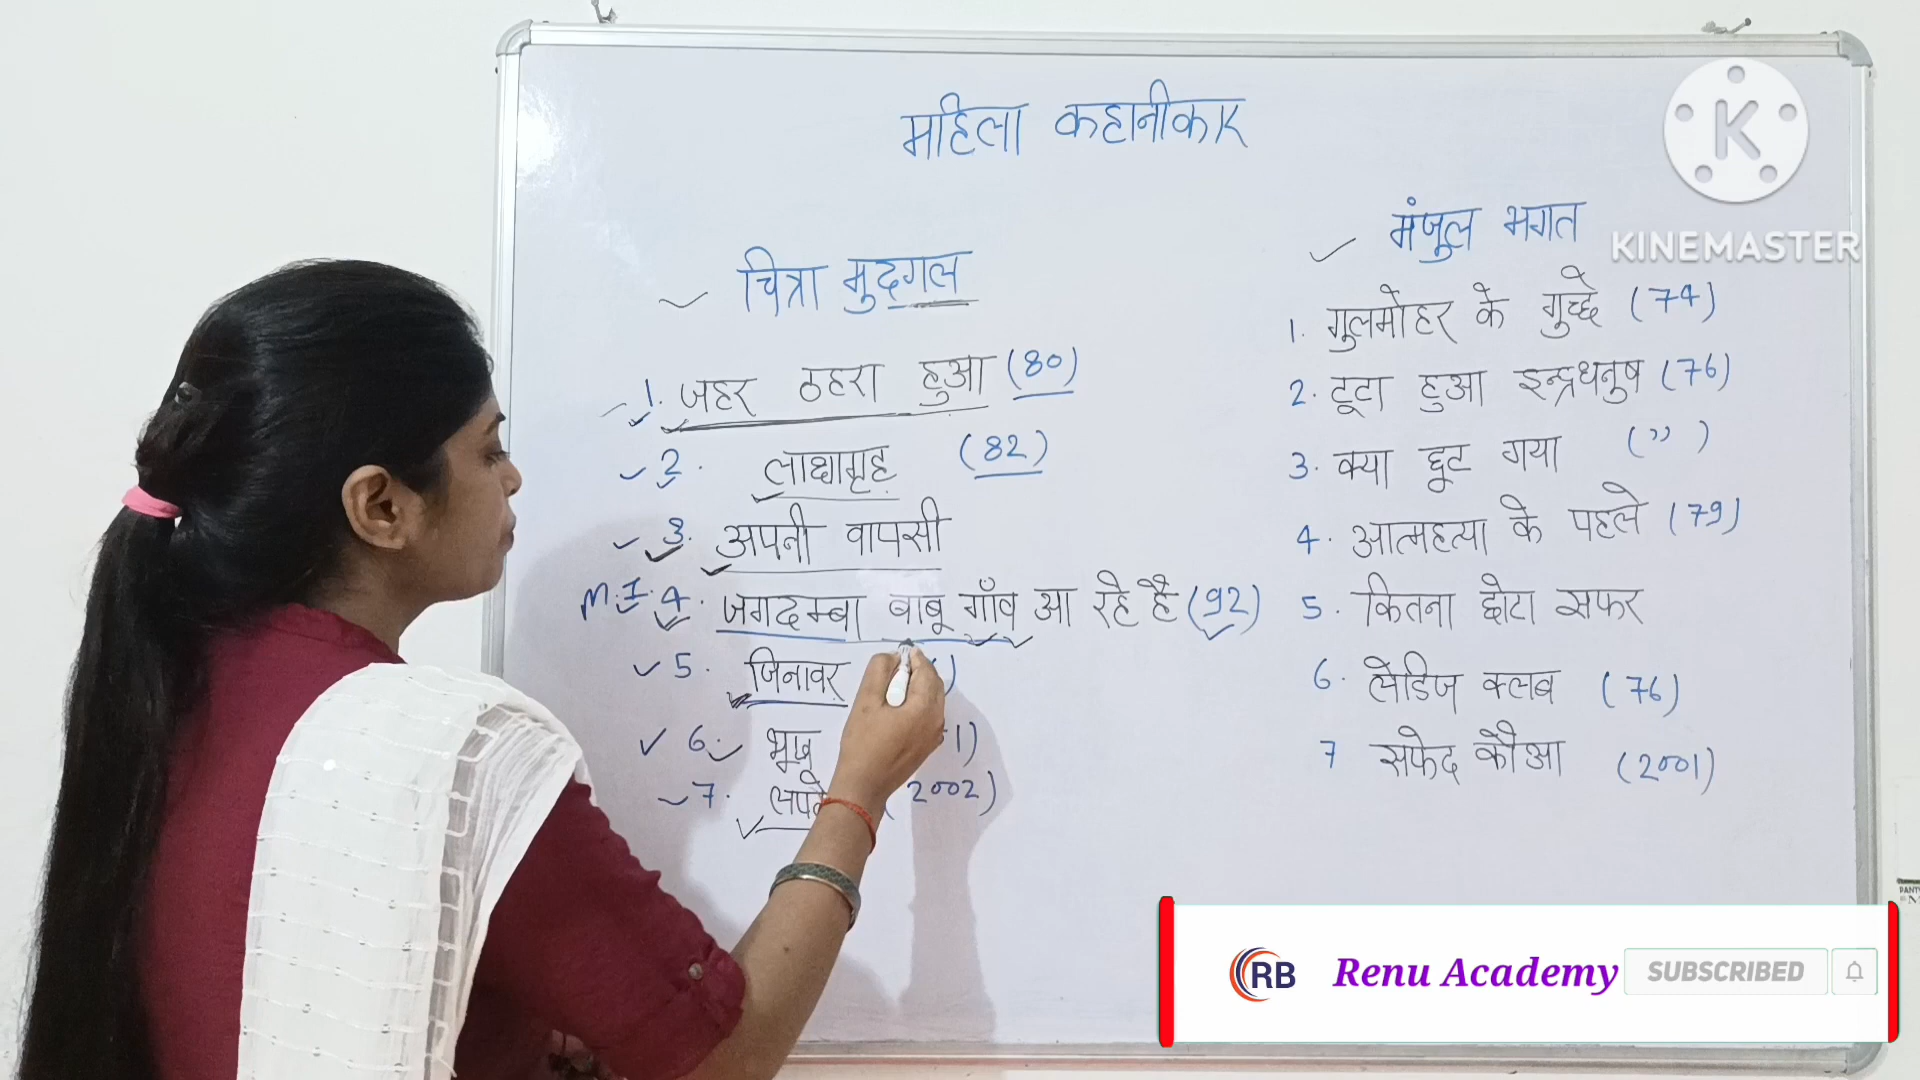 महिला कहानीकार
चित्रा मुदगल
1. जहर ठहरा हुआ (80)
2. लाक्षागृह (82)
3. अपनी वापसी
M.I. 4. जगदम्बा बाबू गाँव आ रहे है (92)
5. जिनावर
6. भूख
7. (2002)
मंजुल भगत
1. गुलमोहर के गुच्छे (74)
2. टूटा हुआ इन्द्रधनुष (76)
3. क्या छूट गया (")
4. आत्महत्या के पहले (79)
5. कितना छोटा सफर
6. लेडिज क्लब (76)
7 सफेद कौआ (2001)
K
KINEMASTER
RB Renu Academy SUBSCRIBED